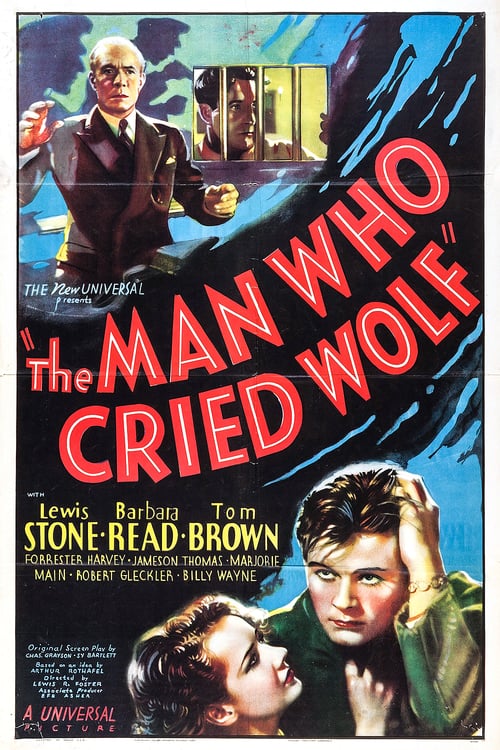 THE New UNIVERSAL
presents
"The MAN WHO
CRIED WOLF"
WITH
Lewis Barbara Tom
STONE · READ · BROWN
FORRESTER HARVEY · JAMESON THOMAS · MARJORIE
MAIN · ROBERT GLECKLER · BILLY WAYNE
Original Screen Play by
CHAS. GRAYSON · SY BARTLETT
Based on an idea by
ARTHUR ROTHAFEL
Directed by
LEWIS R. FOSTER
Associate Producer
EFE ASHER
A UNIVERSAL
PICTURE